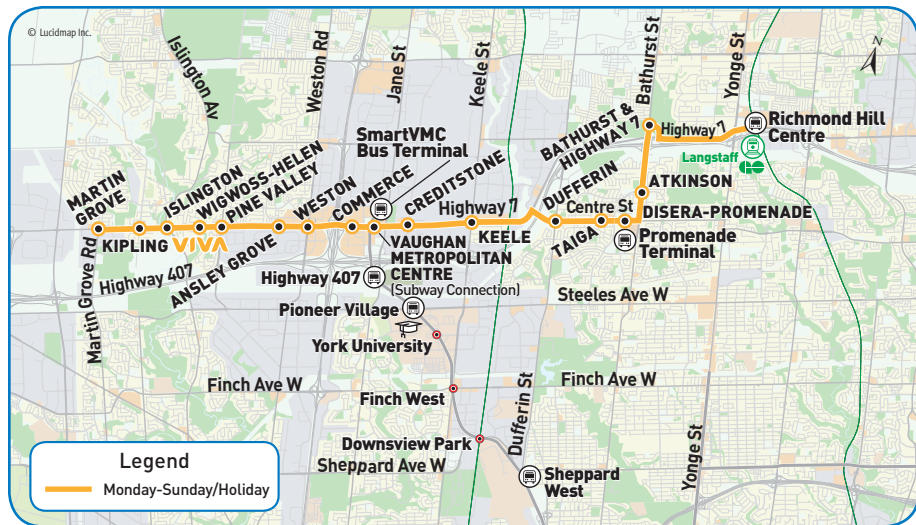 © Lucidmap Inc.
Islington Av
Weston Rd
Jane St
Keele St
Bathurst St
Yonge St
N
SmartVMC
Bus Terminal
BATHURST &
HIGHWAY 7
Highway 7
Richmond Hill
Centre
Langstaff
GO
MARTIN
GROVE
KIPLING
ISLINGTON
WIGWOSS-HELEN
PINE VALLEY
VIVA
ANSLEY GROVE
WESTON
COMMERCE
VAUGHAN
METROPOLITAN
CENTRE
(Subway Connection)
CREDITSTONE
Highway 7
KEELE
DUFFERIN
Centre St
TAIGA
ATKINSON
DISERA-PROMENADE
Promenade
Terminal
Martin Grove Rd
Highway 407
Highway 407
Steeles Ave W
Pioneer Village
York University
Finch Ave W
Finch Ave W
Finch West
Dufferin St
Yonge St
Downsview Park
Sheppard Ave W
Sheppard
West
Legend
Monday-Sunday/Holiday